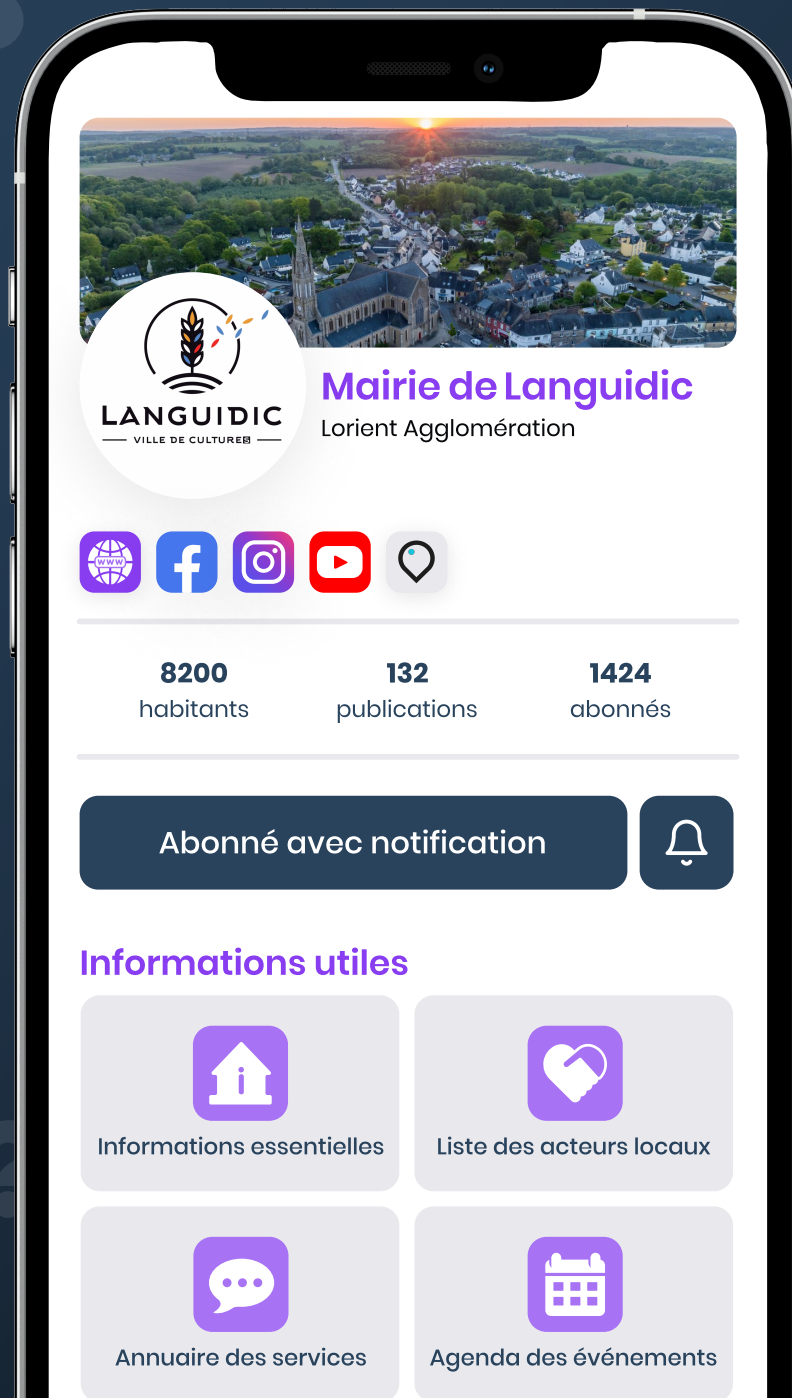 LANGUIDIC
VILLE DE CULTURES
Mairie de Languidic
Lorient Agglomération
WWW
8200
habitants
132
publications
1424
abonnés
Abonné avec notification
Informations utiles
Informations essentielles
Liste des acteurs locaux
Annuaire des services
Agenda des événements